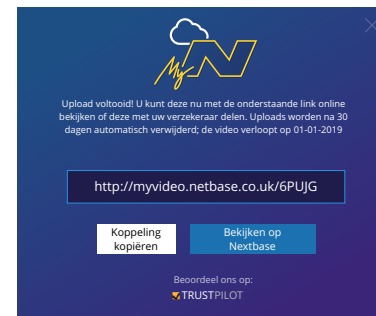 My N
Upload voltooid! U kunt deze nu met de onderstaande link online
bekijken of deze met uw verzekeraar delen. Uploads worden na 30
dagen automatisch verwijderd; de video verloopt op 01-01-2019
http://myvideo.netbase.co.uk/6PUJG
Koppeling
kopiëren
Bekijken op
Nextbase
Beoordeel ons op:
TRUSTPILOT